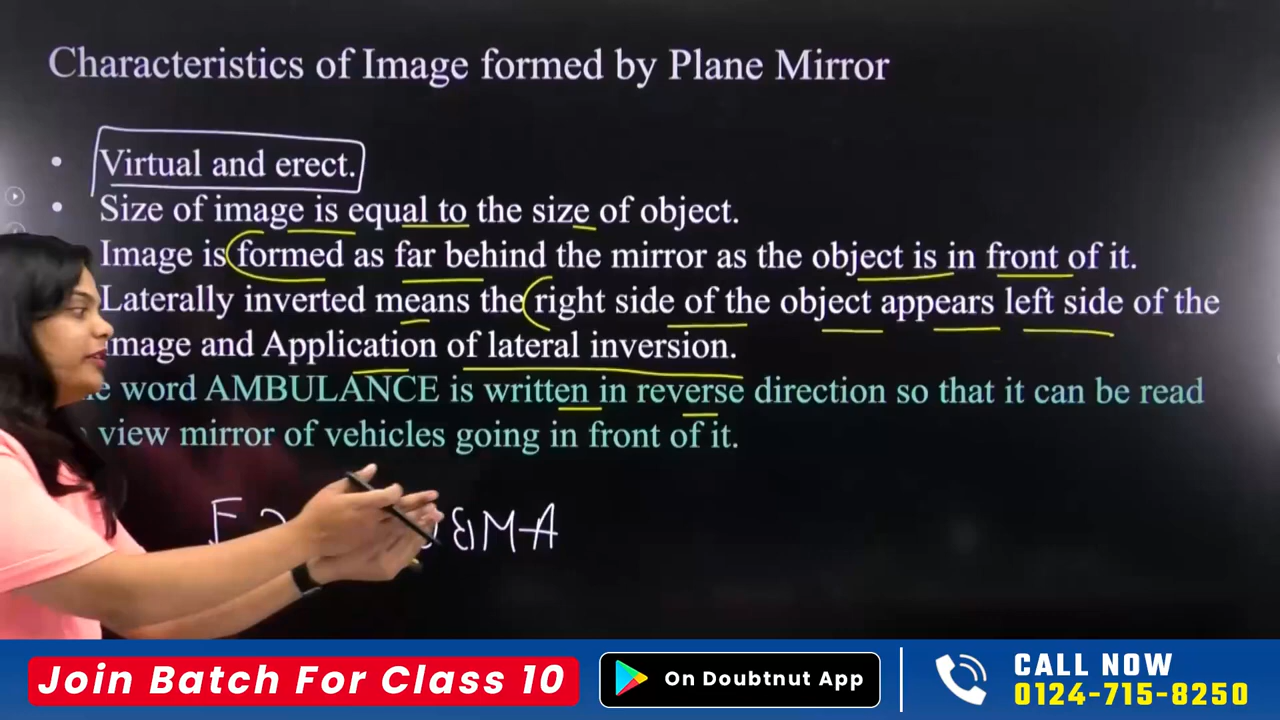 Characteristics of Image formed by Plane Mirror
• Virtual and erect.
• Size of image is equal to the size of object.
Image is formed as far behind the mirror as the object is in front of it.
Laterally inverted means the right side of the object appears left side of the
image and Application of lateral inversion.
word AMBULANCE is written in reverse direction so that it can be read
view mirror of vehicles going in front of it.
Join Batch For Class 10
On Doubtnut App
CALL NOW
0124-715-8250